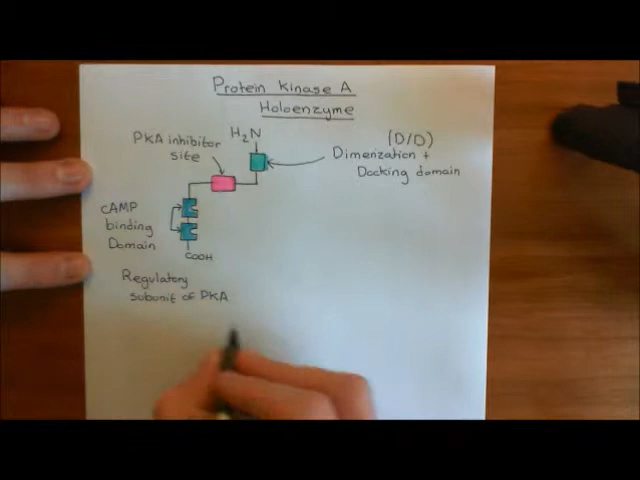 Protein Kinase A
Holoenzyme
H₂N
PKA inhibitor
site
(D/D)
Dimerization +
Docking domain
cAMP
binding
Domain
COOH
Regulatory
subunit of PKA